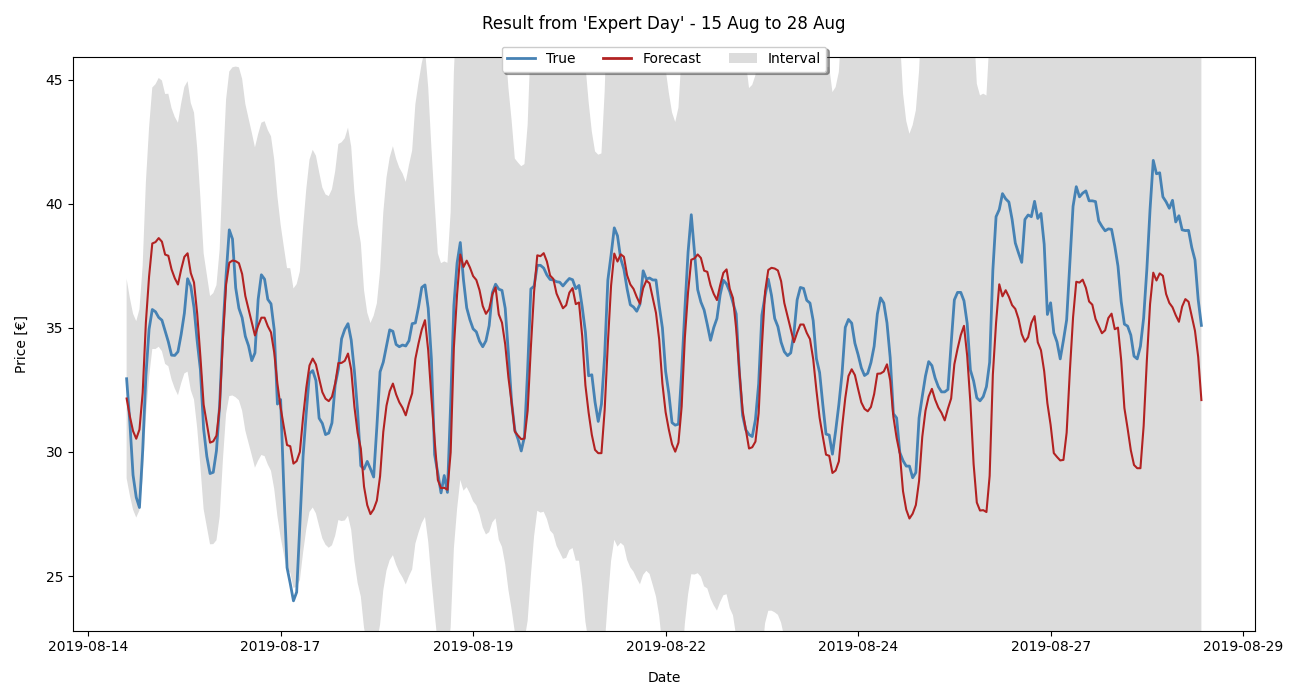 Result from 'Expert Day' - 15 Aug to 28 Aug
True Forecast Interval
45
40
35
30
25
Price [€]
2019-08-14 2019-08-17 2019-08-19 2019-08-22 2019-08-24 2019-08-27 2019-08-29
Date